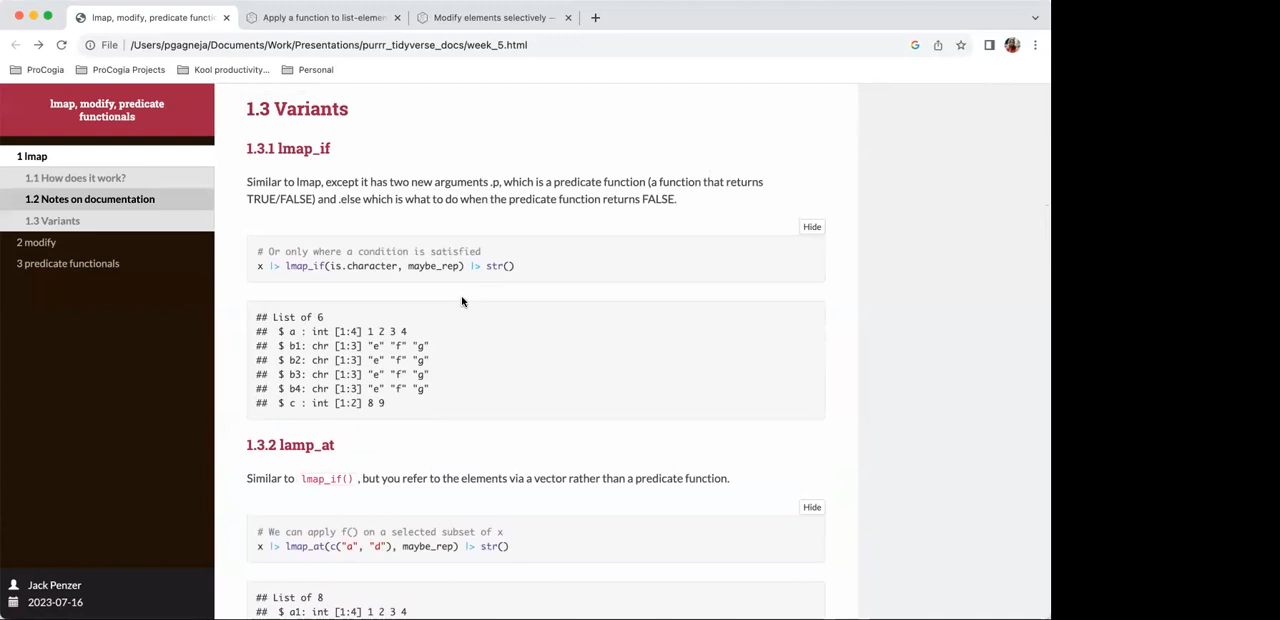 lmap, modify, predicate functi
Apply a function to list-elemen
Modify elements selectively —
File
/Users/pgagneja/Documents/Work/Presentations/purrr_tidyverse_docs/week_5.html
ProCogia
ProCogia Projects
Kool productivity...
Personal
lmap, modify, predicate
functionals
1 lmap
1.1 How does it work?
1.2 Notes on documentation
1.3 Variants
2 modify
3 predicate functionals
Jack Penzer
2023-07-16
1.3 Variants
1.3.1 lmap_if
Similar to lmap, except it has two new arguments .p, which is a predicate function (a function that returns
TRUE/FALSE) and .else which is what to do when the predicate function returns FALSE.
Hide
# Or only where a condition is satisfied
x |> lmap_if(is.character, maybe_rep) |> str()
## List of 6
##  $ a : int [1:4] 1 2 3 4
##  $ b1: chr [1:3] "e" "f" "g"
##  $ b2: chr [1:3] "e" "f" "g"
##  $ b3: chr [1:3] "e" "f" "g"
##  $ b4: chr [1:3] "e" "f" "g"
##  $ c : int [1:2] 8 9
1.3.2 lamp_at
Similar to lmap_if() , but you refer to the elements via a vector rather than a predicate function.
Hide
# We can apply f() on a selected subset of x
x |> lmap_at(c("a", "d"), maybe_rep) |> str()
## List of 8
##  $ a1: int [1:4] 1 2 3 4